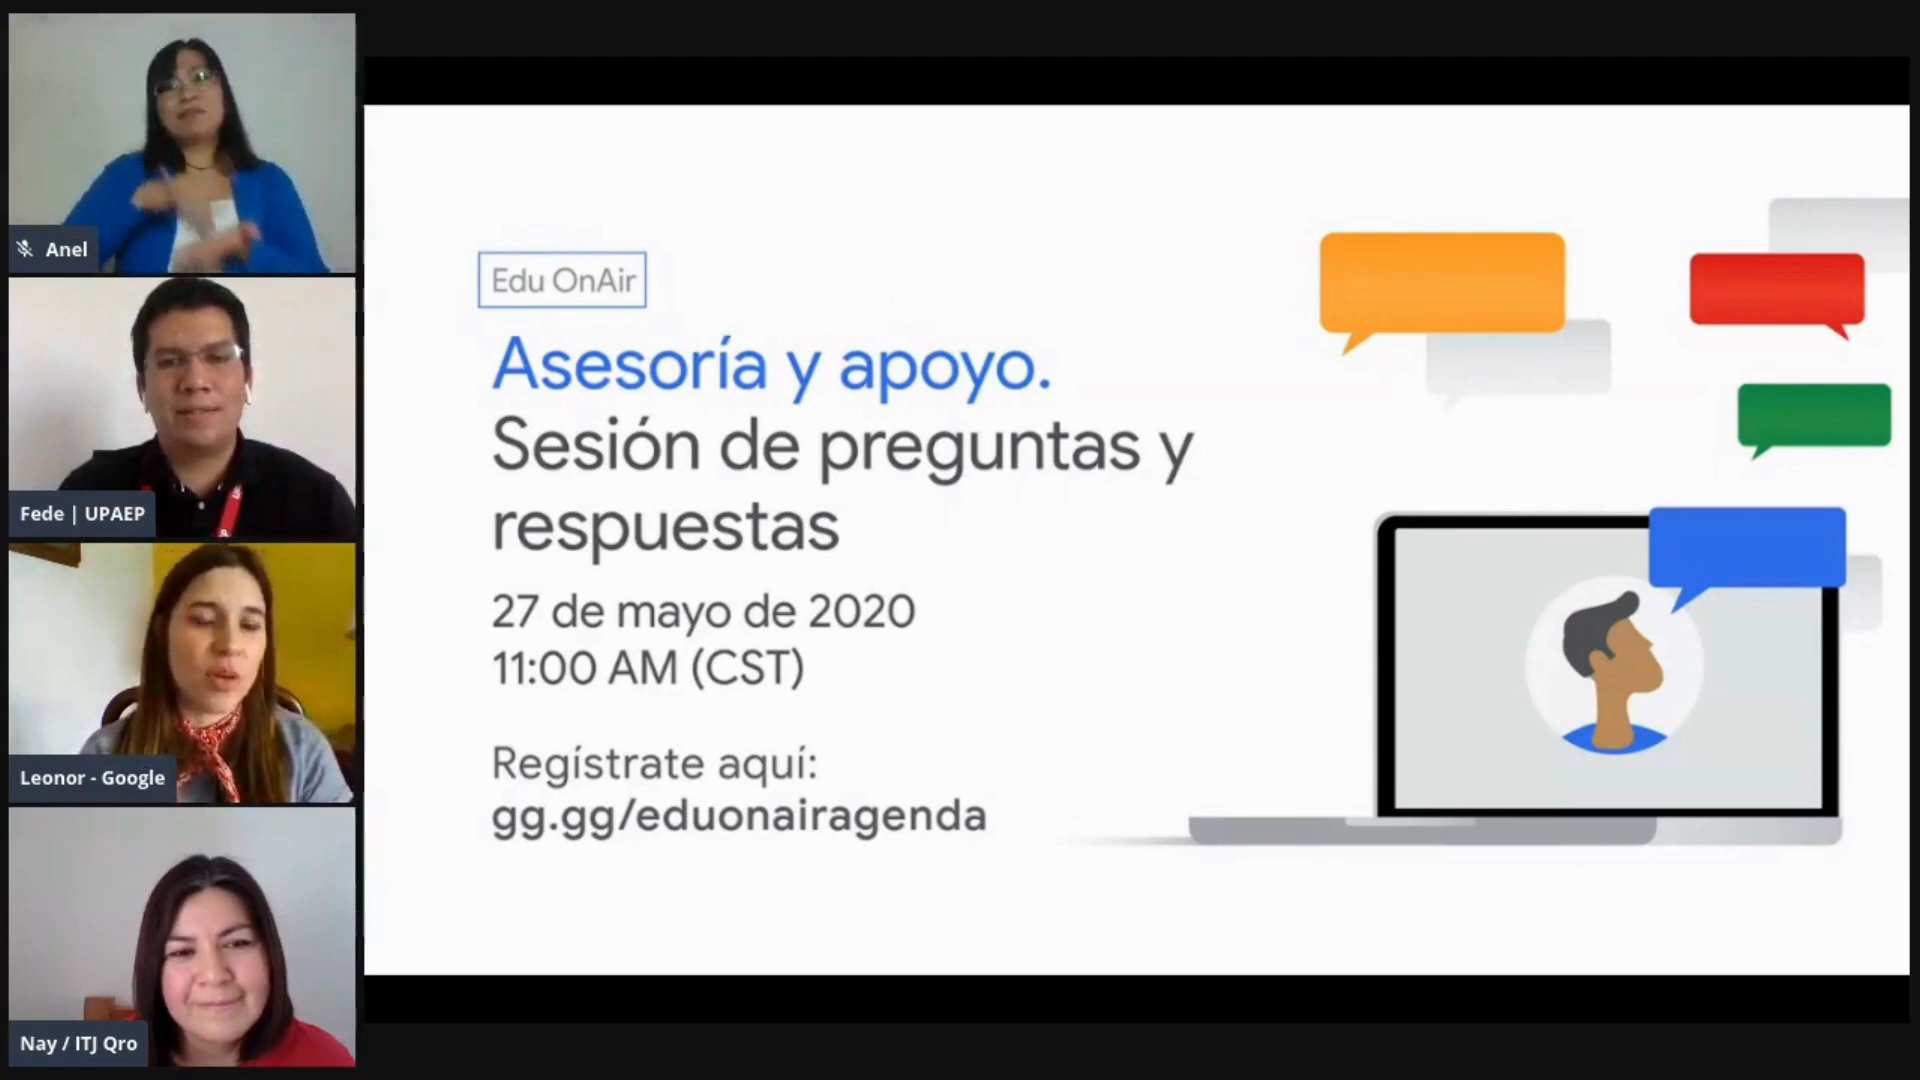 Anel
Fede | UPAEP
Leonor - Google
Nay / ITJ Qro
Edu OnAir
Asesoría y apoyo.
Sesión de preguntas y
respuestas
27 de mayo de 2020
11:00 AM (CST)
Regístrate aquí:
gg.gg/eduonairagenda